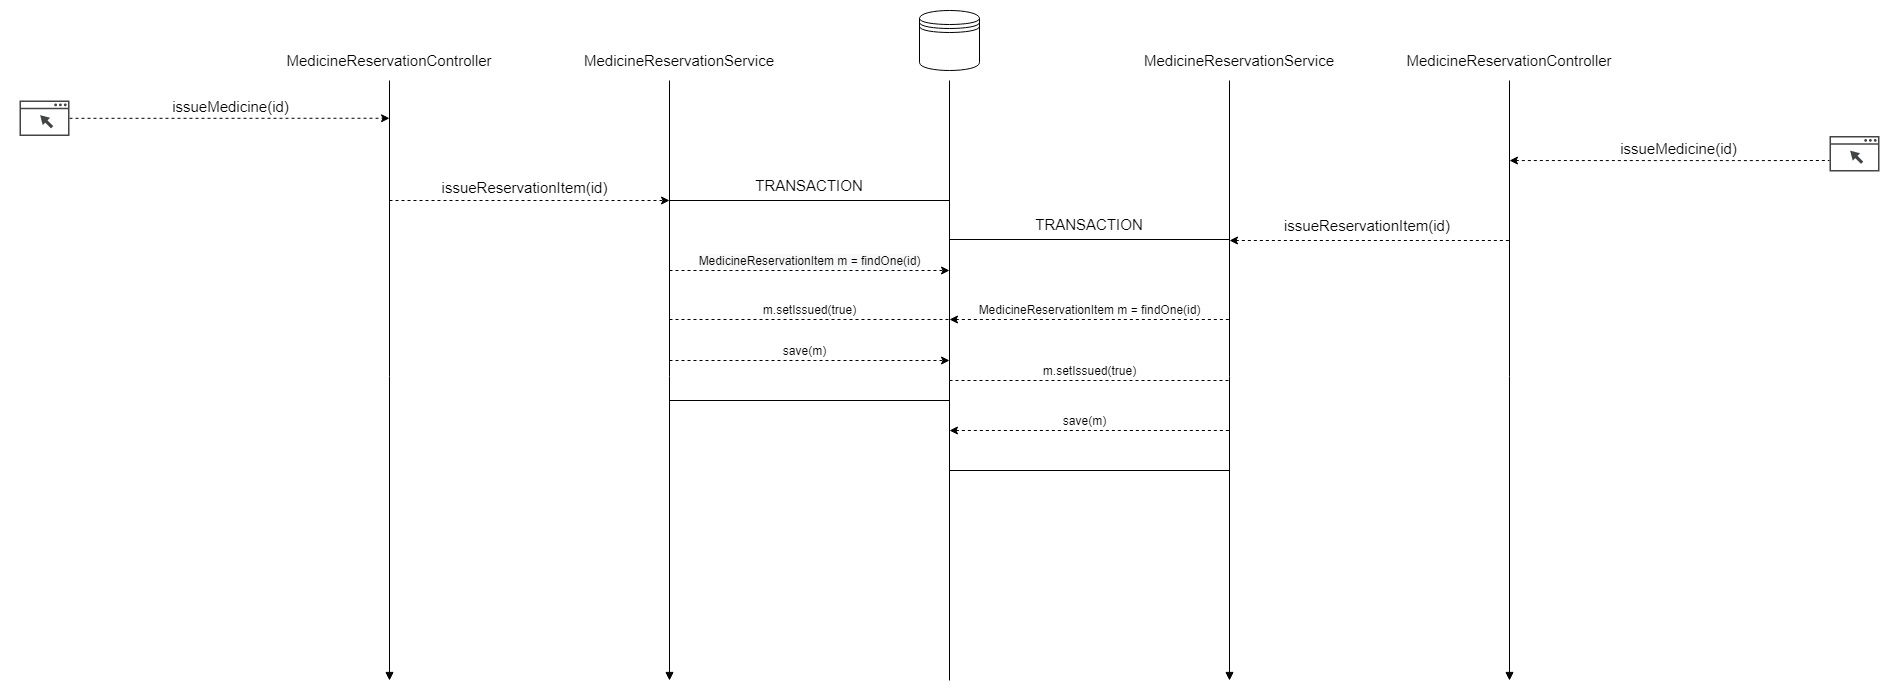 MedicineReservationController
MedicineReservationService
MedicineReservationService
MedicineReservationController
issueMedicine(id)
issueMedicine(id)
issueReservationItem(id)
TRANSACTION
TRANSACTION
issueReservationItem(id)
MedicineReservationItem m = findOne(id)
m.setIssued(true)
MedicineReservationItem m = findOne(id)
save(m)
m.setIssued(true)
save(m)